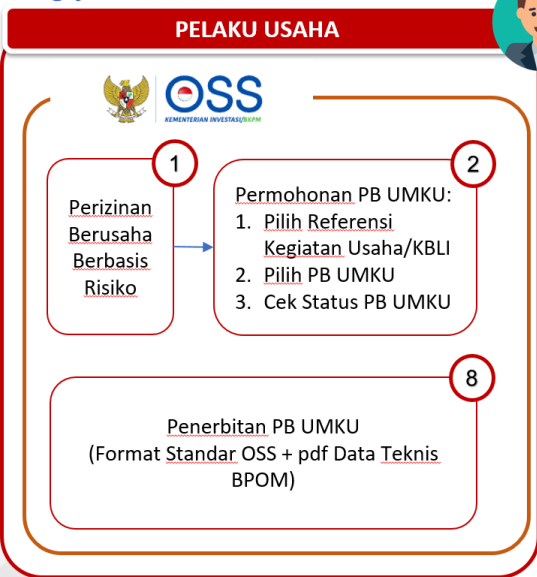 PELAKU USAHA
OSS
KEMENTERIAN INVESTASI/BKPM
1
Perizinan
Berusaha
Berbasis
Risiko
2
Permohonan PB UMKU:
1. Pilih Referensi
Kegiatan Usaha/KBLI
2. Pilih PB UMKU
3. Cek Status PB UMKU
8
Penerbitan PB UMKU
(Format Standar OSS + pdf Data Teknis
BPOM)